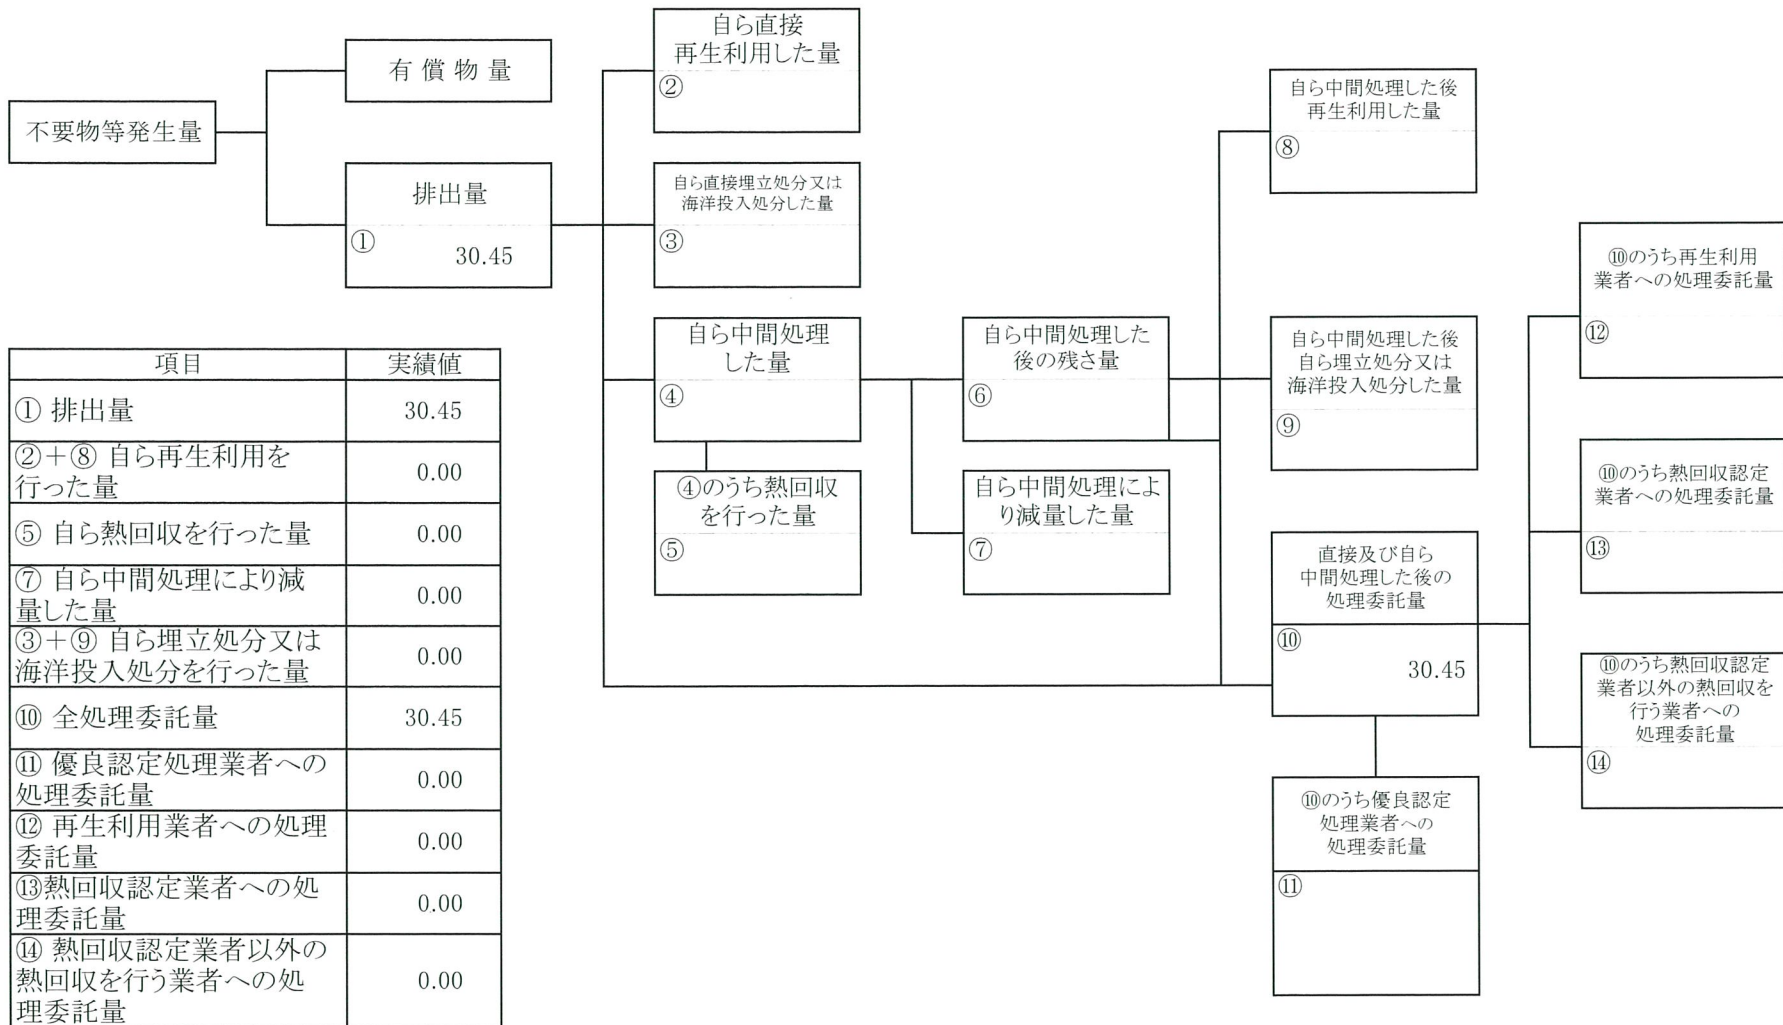 不要物等発生量
有償物量
排出量
①
30.45
自ら直接
再生利用した量
②
自ら直接埋立処分又は
海洋投入処分した量
③
自ら中間処理
した量
④
④のうち熱回収
を行った量
⑤
自ら中間処理した
後の残さ量
⑥
自ら中間処理によ
り減量した量
⑦
自ら中間処理した後
再生利用した量
⑧
自ら中間処理した後
自ら埋立処分又は
海洋投入処分した量
⑨
直接及び自ら
中間処理した後の
処理委託量
⑩
30.45
⑩のうち優良認定
処理業者への
処理委託量
⑪
⑩のうち再生利用
業者への処理委託量
⑫
⑩のうち熱回収認定
業者への処理委託量
⑬
⑩のうち熱回収認定
業者以外の熱回収を
行う業者への
処理委託量
⑭
項目 実績値
① 排出量 30.45
②+⑧ 自ら再生利用を
行った量 0.00
⑤ 自ら熱回収を行った量 0.00
⑦ 自ら中間処理により減
量した量 0.00
③+⑨ 自ら埋立処分又は
海洋投入処分を行った量 0.00
⑩ 全処理委託量 30.45
⑪ 優良認定処理業者への
処理委託量 0.00
⑫ 再生利用業者への処理
委託量 0.00
⑬熱回収認定業者への処
理委託量 0.00
⑭ 熱回収認定業者以外の
熱回収を行う業者への処
理委託量 0.00